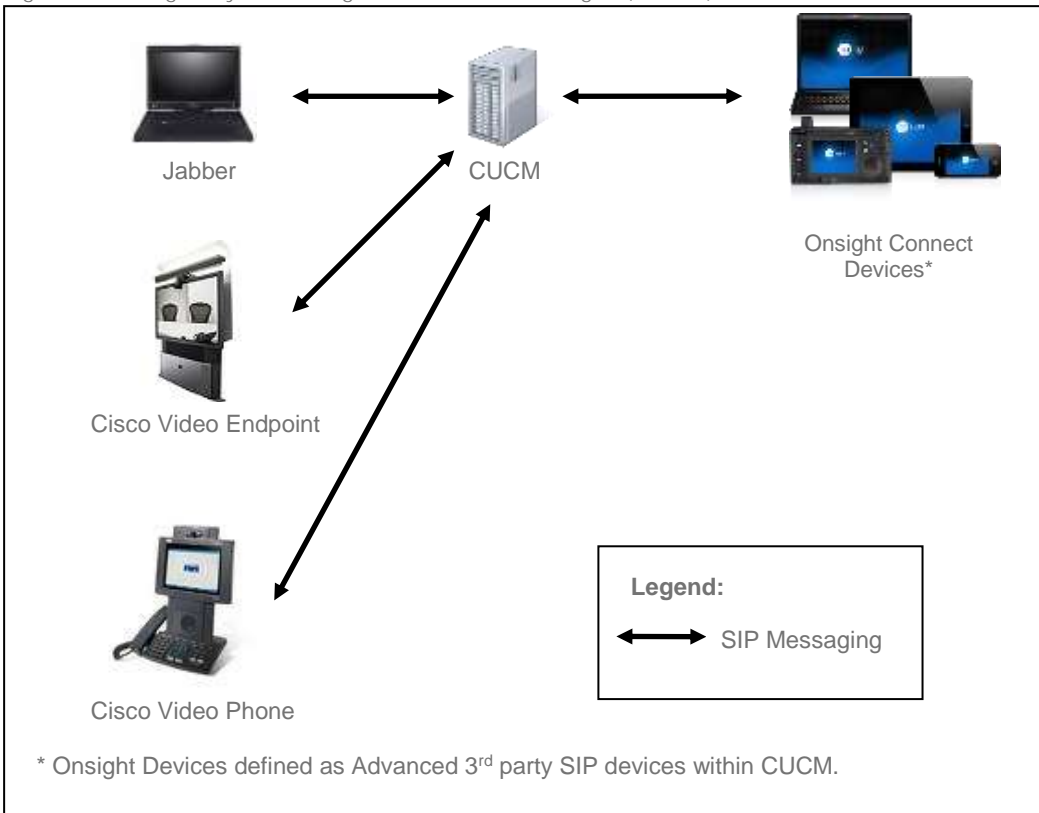 Jabber
CUCM
Onsight Connect
Devices*
Cisco Video Endpoint
Legend:
SIP Messaging
Cisco Video Phone
* Onsight Devices defined as Advanced 3rd party SIP devices within CUCM.